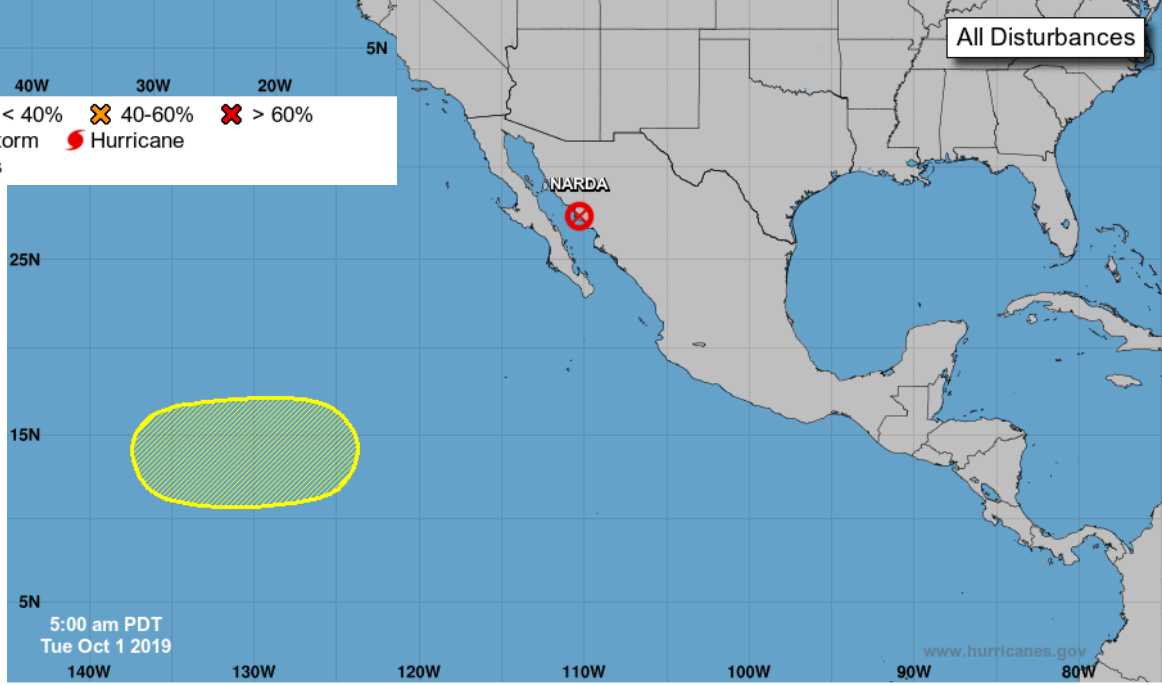 All Disturbances
5N
40W 30W 20W
< 40% 40-60% > 60%
orm Hurricane
s
NARDA
25N
15N
5N
5:00 am PDT
Tue Oct 1 2019
www.hurricanes.gov
140W 130W 120W 110W 100W 90W 80W